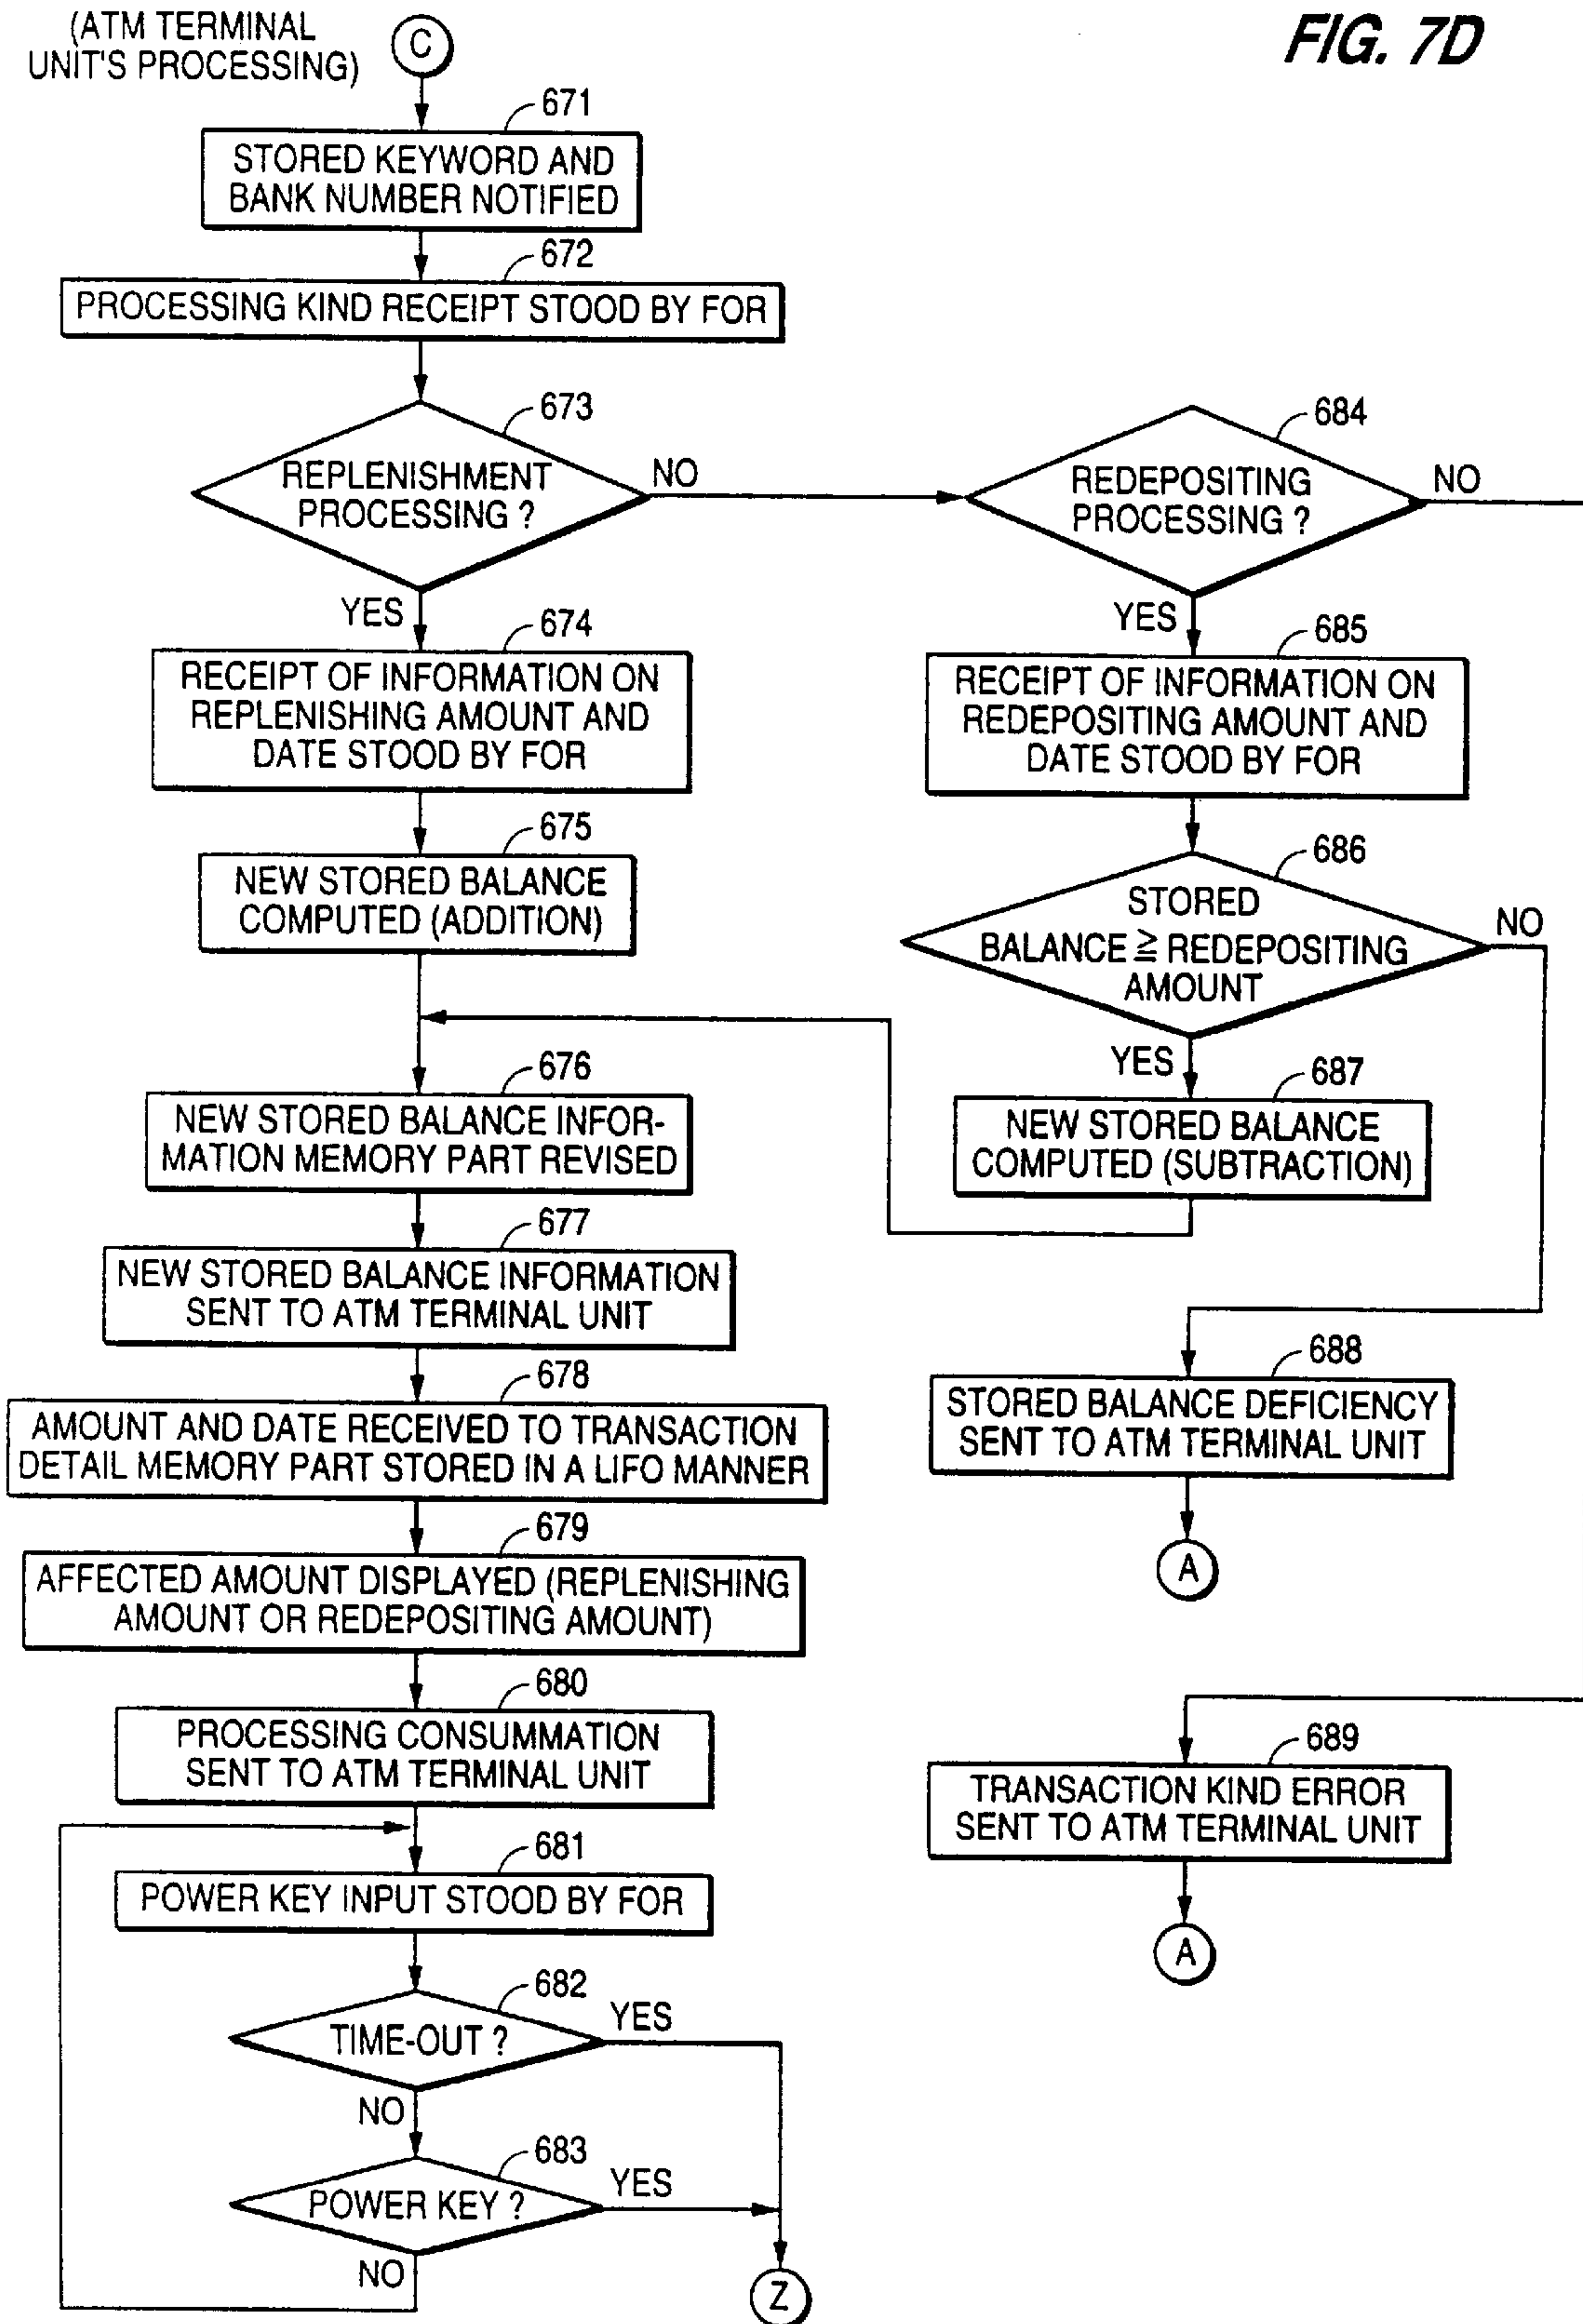 (ATM TERMINAL
UNIT'S PROCESSING)
C
FIG. 7D
671
STORED KEYWORD AND
BANK NUMBER NOTIFIED
672
PROCESSING KIND RECEIPT STOOD BY FOR
673
REPLENISHMENT
PROCESSING ?
NO
YES
684
REDEPOSITING
PROCESSING ?
NO
YES
674
RECEIPT OF INFORMATION ON
REPLENISHING AMOUNT AND
DATE STOOD BY FOR
685
RECEIPT OF INFORMATION ON
REDEPOSITING AMOUNT AND
DATE STOOD BY FOR
675
NEW STORED BALANCE
COMPUTED (ADDITION)
686
STORED
BALANCE ≧ REDEPOSITING
AMOUNT
NO
YES
676
NEW STORED BALANCE INFOR-
MATION MEMORY PART REVISED
687
NEW STORED BALANCE
COMPUTED (SUBTRACTION)
677
NEW STORED BALANCE INFORMATION
SENT TO ATM TERMINAL UNIT
678
AMOUNT AND DATE RECEIVED TO TRANSACTION
DETAIL MEMORY PART STORED IN A LIFO MANNER
688
STORED BALANCE DEFICIENCY
SENT TO ATM TERMINAL UNIT
A
679
AFFECTED AMOUNT DISPLAYED (REPLENISHING
AMOUNT OR REDEPOSITING AMOUNT)
680
PROCESSING CONSUMMATION
SENT TO ATM TERMINAL UNIT
689
TRANSACTION KIND ERROR
SENT TO ATM TERMINAL UNIT
A
681
POWER KEY INPUT STOOD BY FOR
682
TIME-OUT ?
YES
NO
683
POWER KEY ?
YES
NO
Z